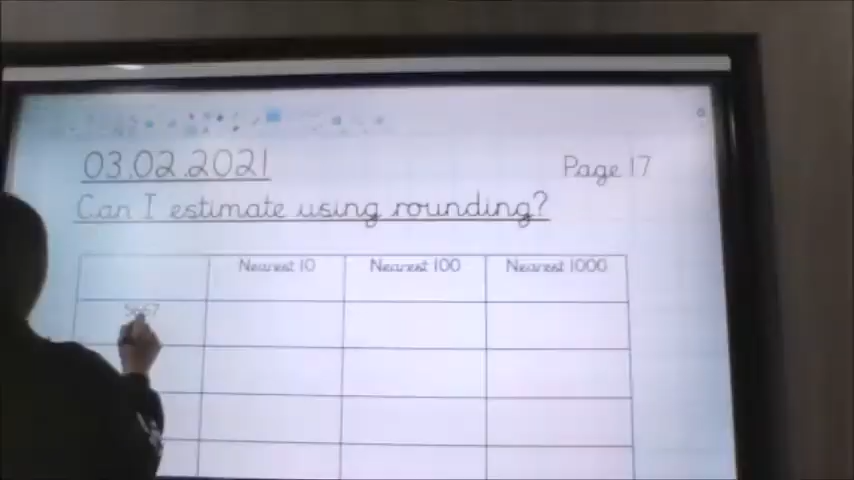 03.02.2021
Page 17
Can I estimate using rounding?
Nearest 10
Nearest 100
Nearest 1000